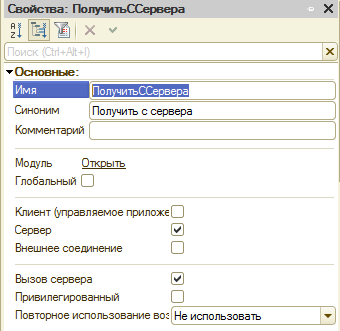 Свойства: ПолучитьССервера
Поиск (Ctrl+Alt+I)
Основные:
Имя ПолучитьССервера
Синоним Получить с сервера
Комментарий
Модуль Открыть
Глобальный
Клиент (управляемое приложе
Сервер
Внешнее соединение
Вызов сервера
Привилегированный
Повторное использование воз Не использовать